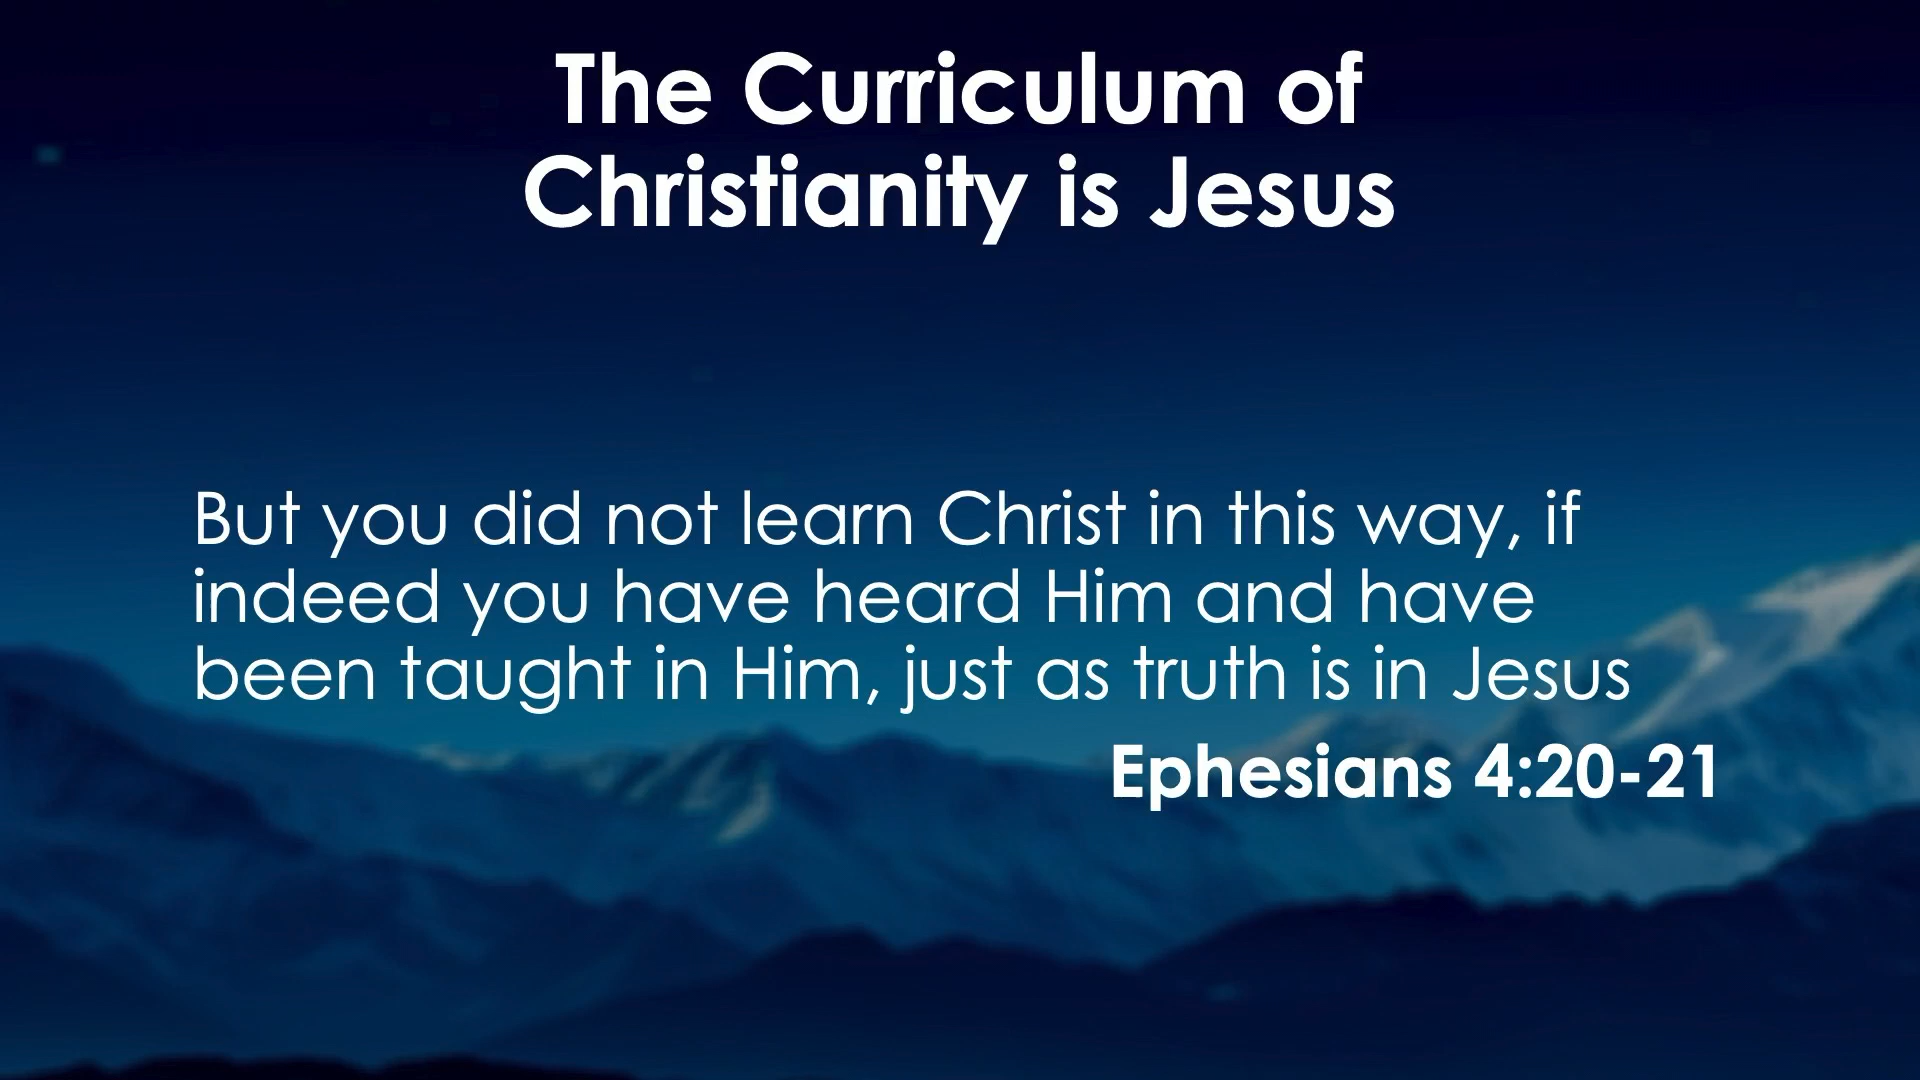 The Curriculum of
Christianity is Jesus
But you did not learn Christ in this way, if
indeed you have heard Him and have
been taught in Him, just as truth is in Jesus
Ephesians 4:20-21